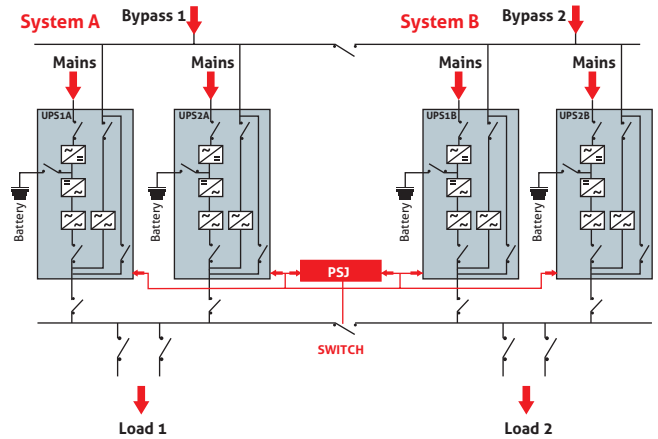 Bypass 1
Bypass 2
System A
System B
Mains
Mains
Mains
Mains
UPS1A
UPS2A
UPS1B
UPS2B
Battery
Battery
Battery
Battery
PSJ
SWITCH
Load 1
Load 2